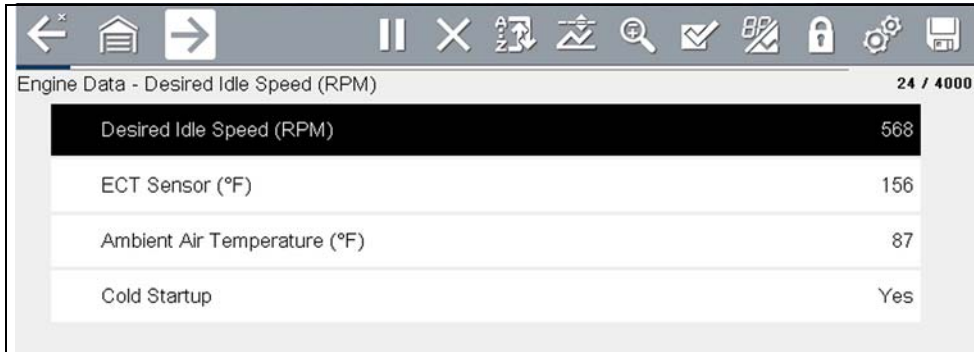 Engine Data - Desired Idle Speed (RPM) 24 / 4000
Desired Idle Speed (RPM) 568
ECT Sensor (°F) 156
Ambient Air Temperature (°F) 87
Cold Startup Yes